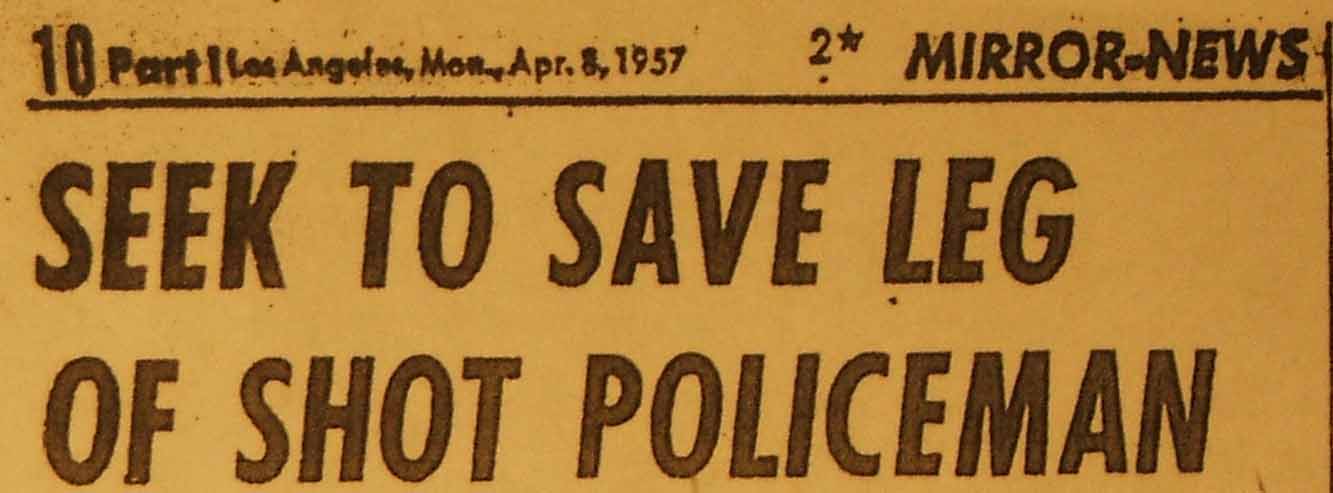 10 Part I Los Angeles, Mon., Apr. 8, 1957 2* MIRROR-NEWS
SEEK TO SAVE LEG
OF SHOT POLICEMAN